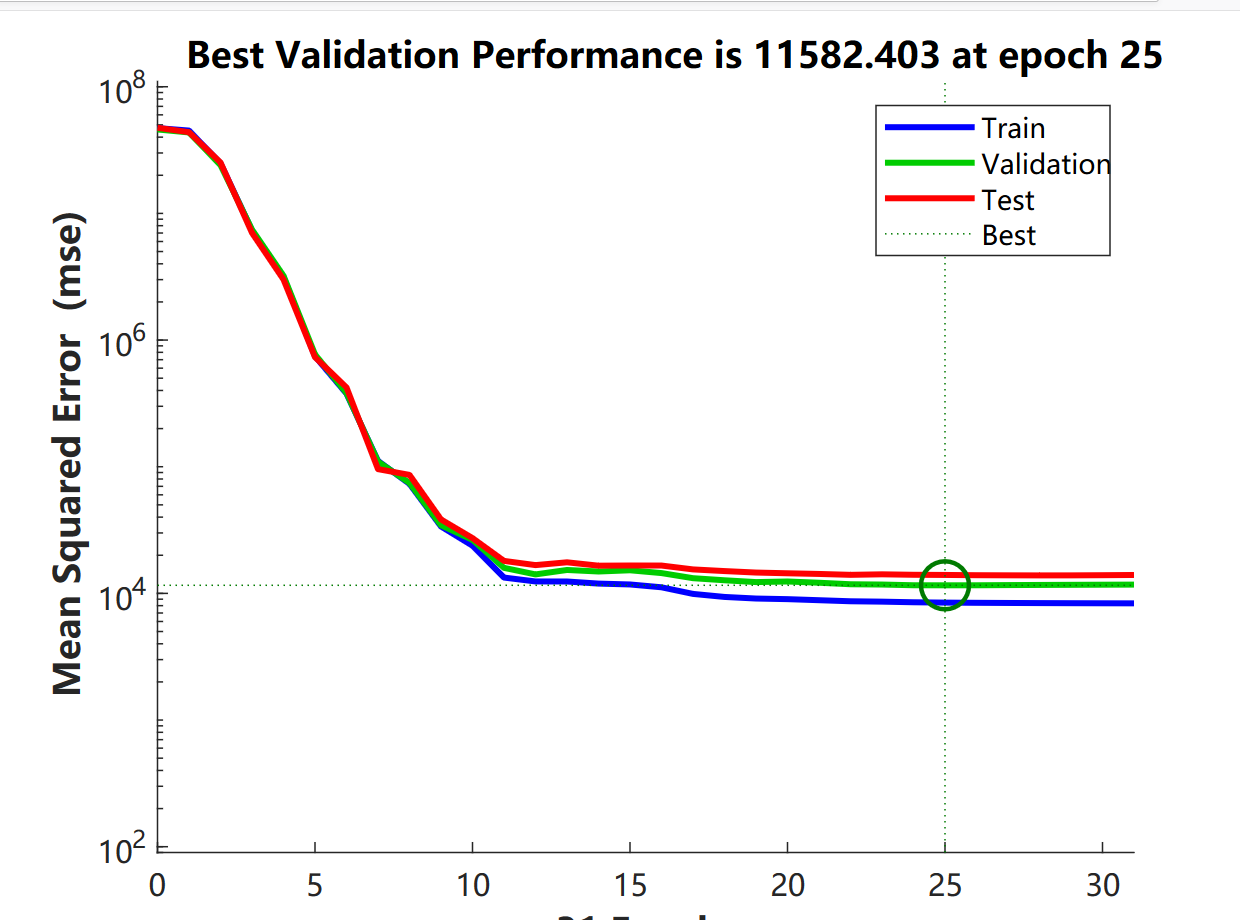 Best Validation Performance is 11582.403 at epoch 25
10^8
10^6
10^4
10^2
Mean Squared Error (mse)
Train
Validation
Test
Best
0 5 10 15 20 25 30